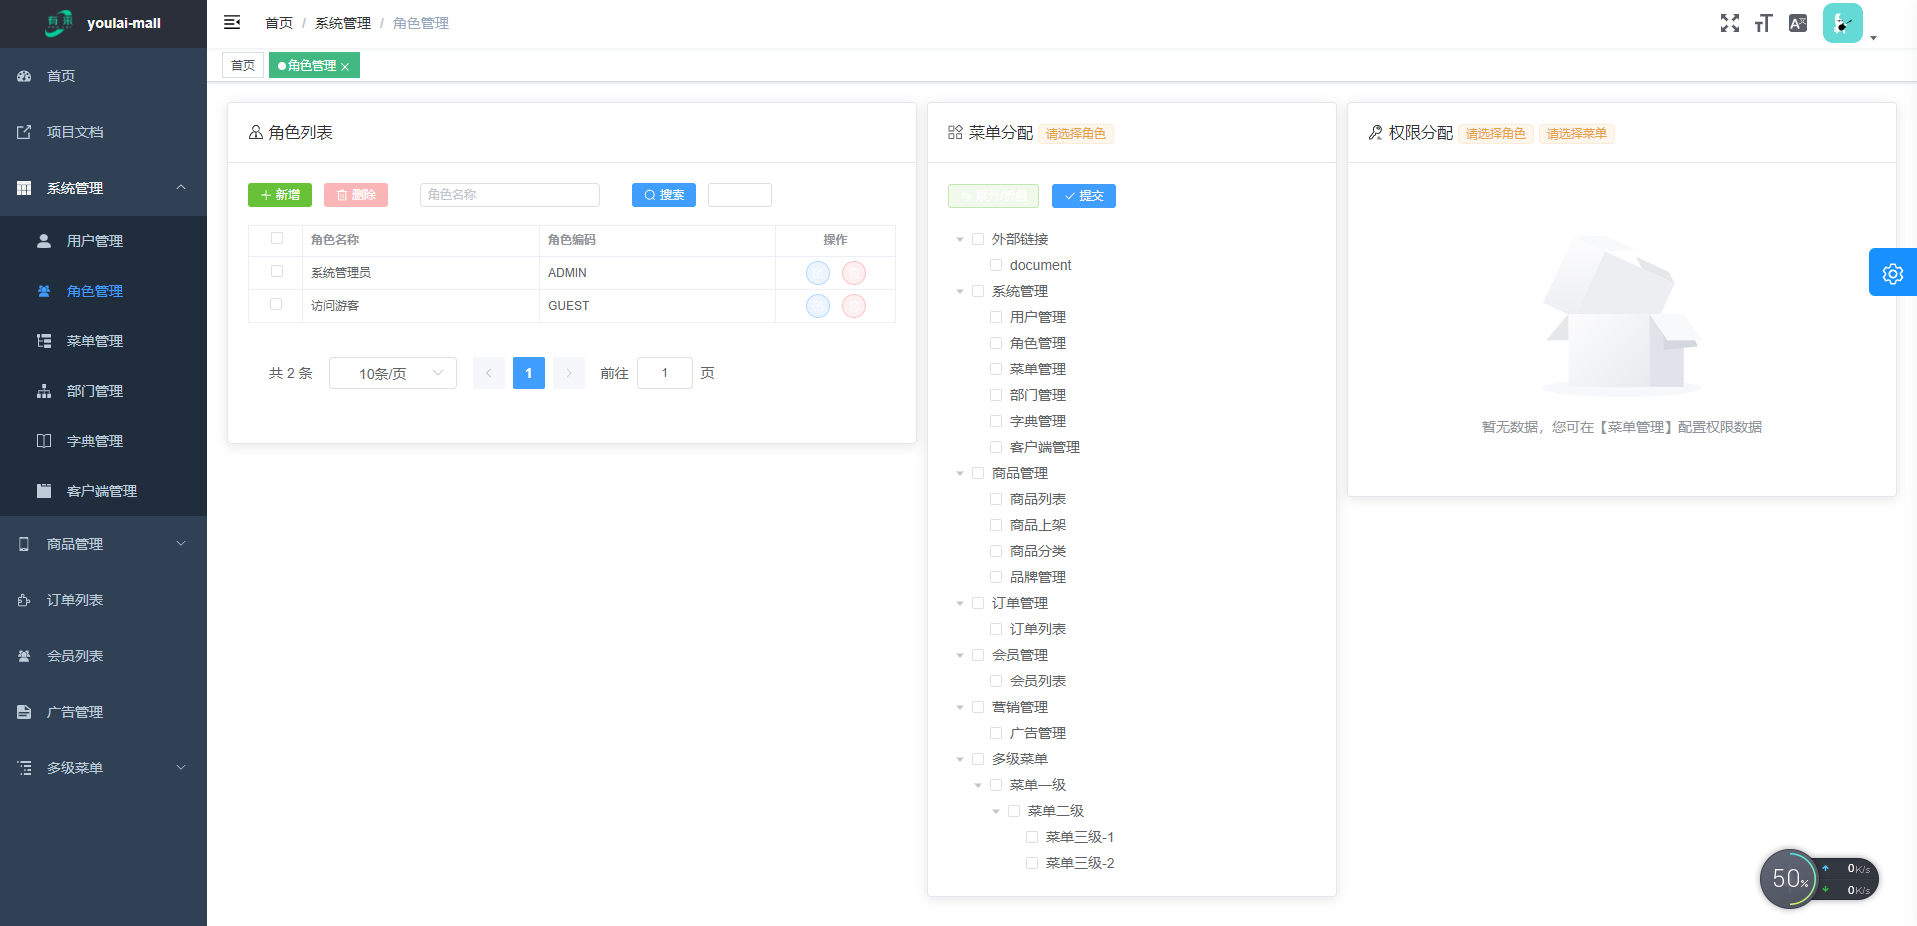 有来
youlai-mall
首页 / 系统管理 / 角色管理
首页
角色管理
首页
项目文档
系统管理
用户管理
角色管理
菜单管理
部门管理
字典管理
客户端管理
商品管理
订单列表
会员列表
广告管理
多级菜单
角色列表
新增
删除
角色名称
搜索
角色名称 角色编码 操作
系统管理员 ADMIN
访问游客 GUEST
共 2 条
10条/页
1
前往 1 页
菜单分配 请选择角色
展开/折叠
提交
外部链接
document
系统管理
用户管理
角色管理
菜单管理
部门管理
字典管理
客户端管理
商品管理
商品列表
商品上架
商品分类
品牌管理
订单管理
订单列表
会员管理
会员列表
营销管理
广告管理
多级菜单
菜单一级
菜单二级
菜单三级-1
菜单三级-2
权限分配 请选择角色 请选择菜单
暂无数据，您可在【菜单管理】配置权限数据
50%
0K/s
0K/s